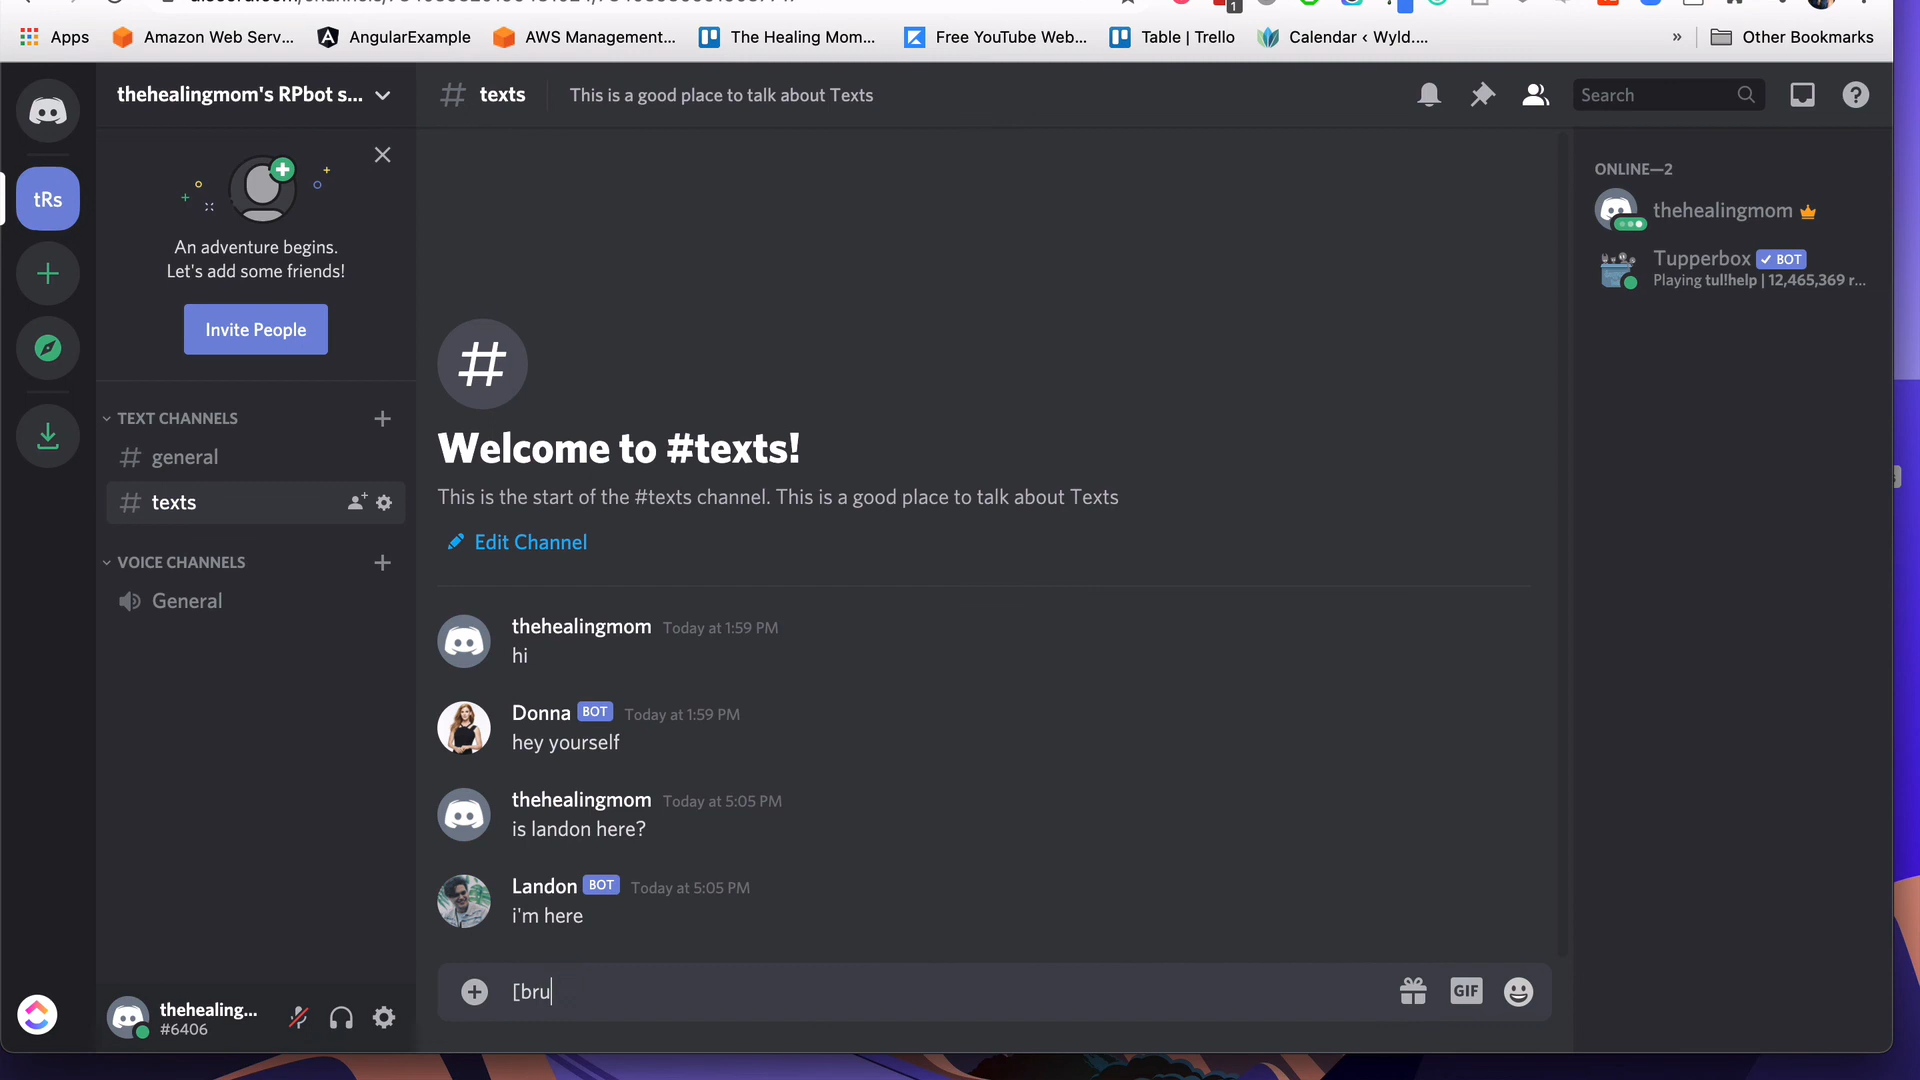 Apps
Amazon Web Serv...
AngularExample
AWS Management...
The Healing Mom...
Free YouTube Web...
Table | Trello
Calendar ‹ Wyld....
»
Other Bookmarks
1
thehealingmom's RPbot s...
# texts
This is a good place to talk about Texts
Search
tRs
An adventure begins.
Let's add some friends!
Invite People
TEXT CHANNELS
# general
# texts
VOICE CHANNELS
General
Welcome to #texts!
This is the start of the #texts channel. This is a good place to talk about Texts
Edit Channel
thehealingmom Today at 1:59 PM
hi
Donna BOT Today at 1:59 PM
hey yourself
thehealingmom Today at 5:05 PM
is landon here?
Landon BOT Today at 5:05 PM
i'm here
[bru
GIF
ONLINE—2
thehealingmom
Tupperbox BOT
Playing tul!help | 12,465,369 r...
thehealing...
#6406